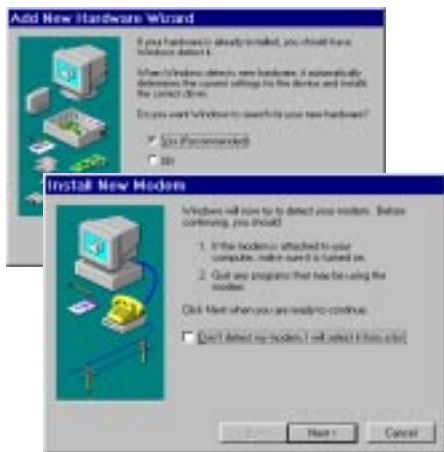 Add New Hardware Wizard
If your hardware is already installed, you should have
Windows detect it.
When Windows detects new hardware, it automatically
determines the current settings for the device and installs
the correct driver.
Do you want Windows to search for your new hardware?
Yes (Recommended)
No
Install New Modem
Windows will now try to detect your modem. Before
continuing, you should:
1. If the modem is attached to your
computer, make sure it is turned on.
2. Quit any programs that may be using the
modem.
Click Next when you are ready to continue.
Don't detect my modem; I will select it from a list.
Next >
Cancel